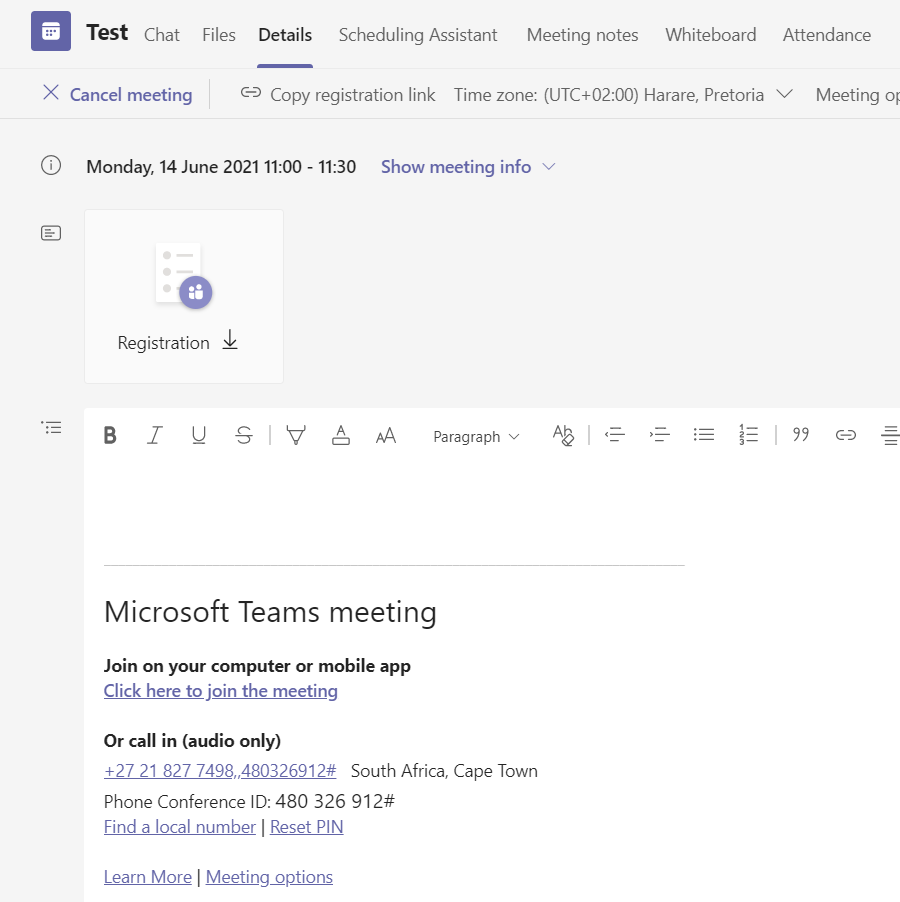 Test Chat Files Details Scheduling Assistant Meeting notes Whiteboard Attendance
Cancel meeting Copy registration link Time zone: (UTC+02:00) Harare, Pretoria Meeting op
Monday, 14 June 2021 11:00 - 11:30 Show meeting info
Registration
B I U S A AA Paragraph Ab 99
Microsoft Teams meeting
Join on your computer or mobile app
Click here to join the meeting
Or call in (audio only)
+27 21 827 7498,,480326912# South Africa, Cape Town
Phone Conference ID: 480 326 912#
Find a local number | Reset PIN
Learn More | Meeting options